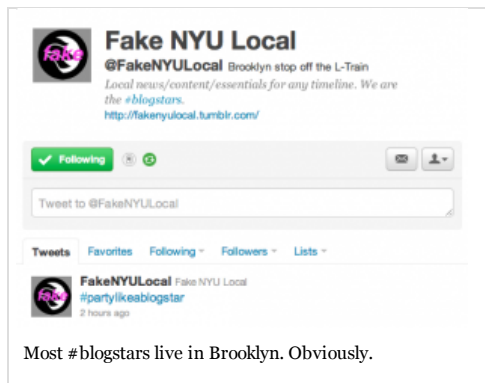 fake
Fake NYU Local
@FakeNYULocal Brooklyn stop off the L-Train
Local news/content/essentials for any timeline. We are
the #blogstars.
http://fakenyulocal.tumblr.com/
Following
Tweet to @FakeNYULocal
Tweets Favorites Following Followers Lists
fake
FakeNYULocal Fake NYU Local
#partylikeablogstar
2 hours ago
Most #blogstars live in Brooklyn. Obviously.